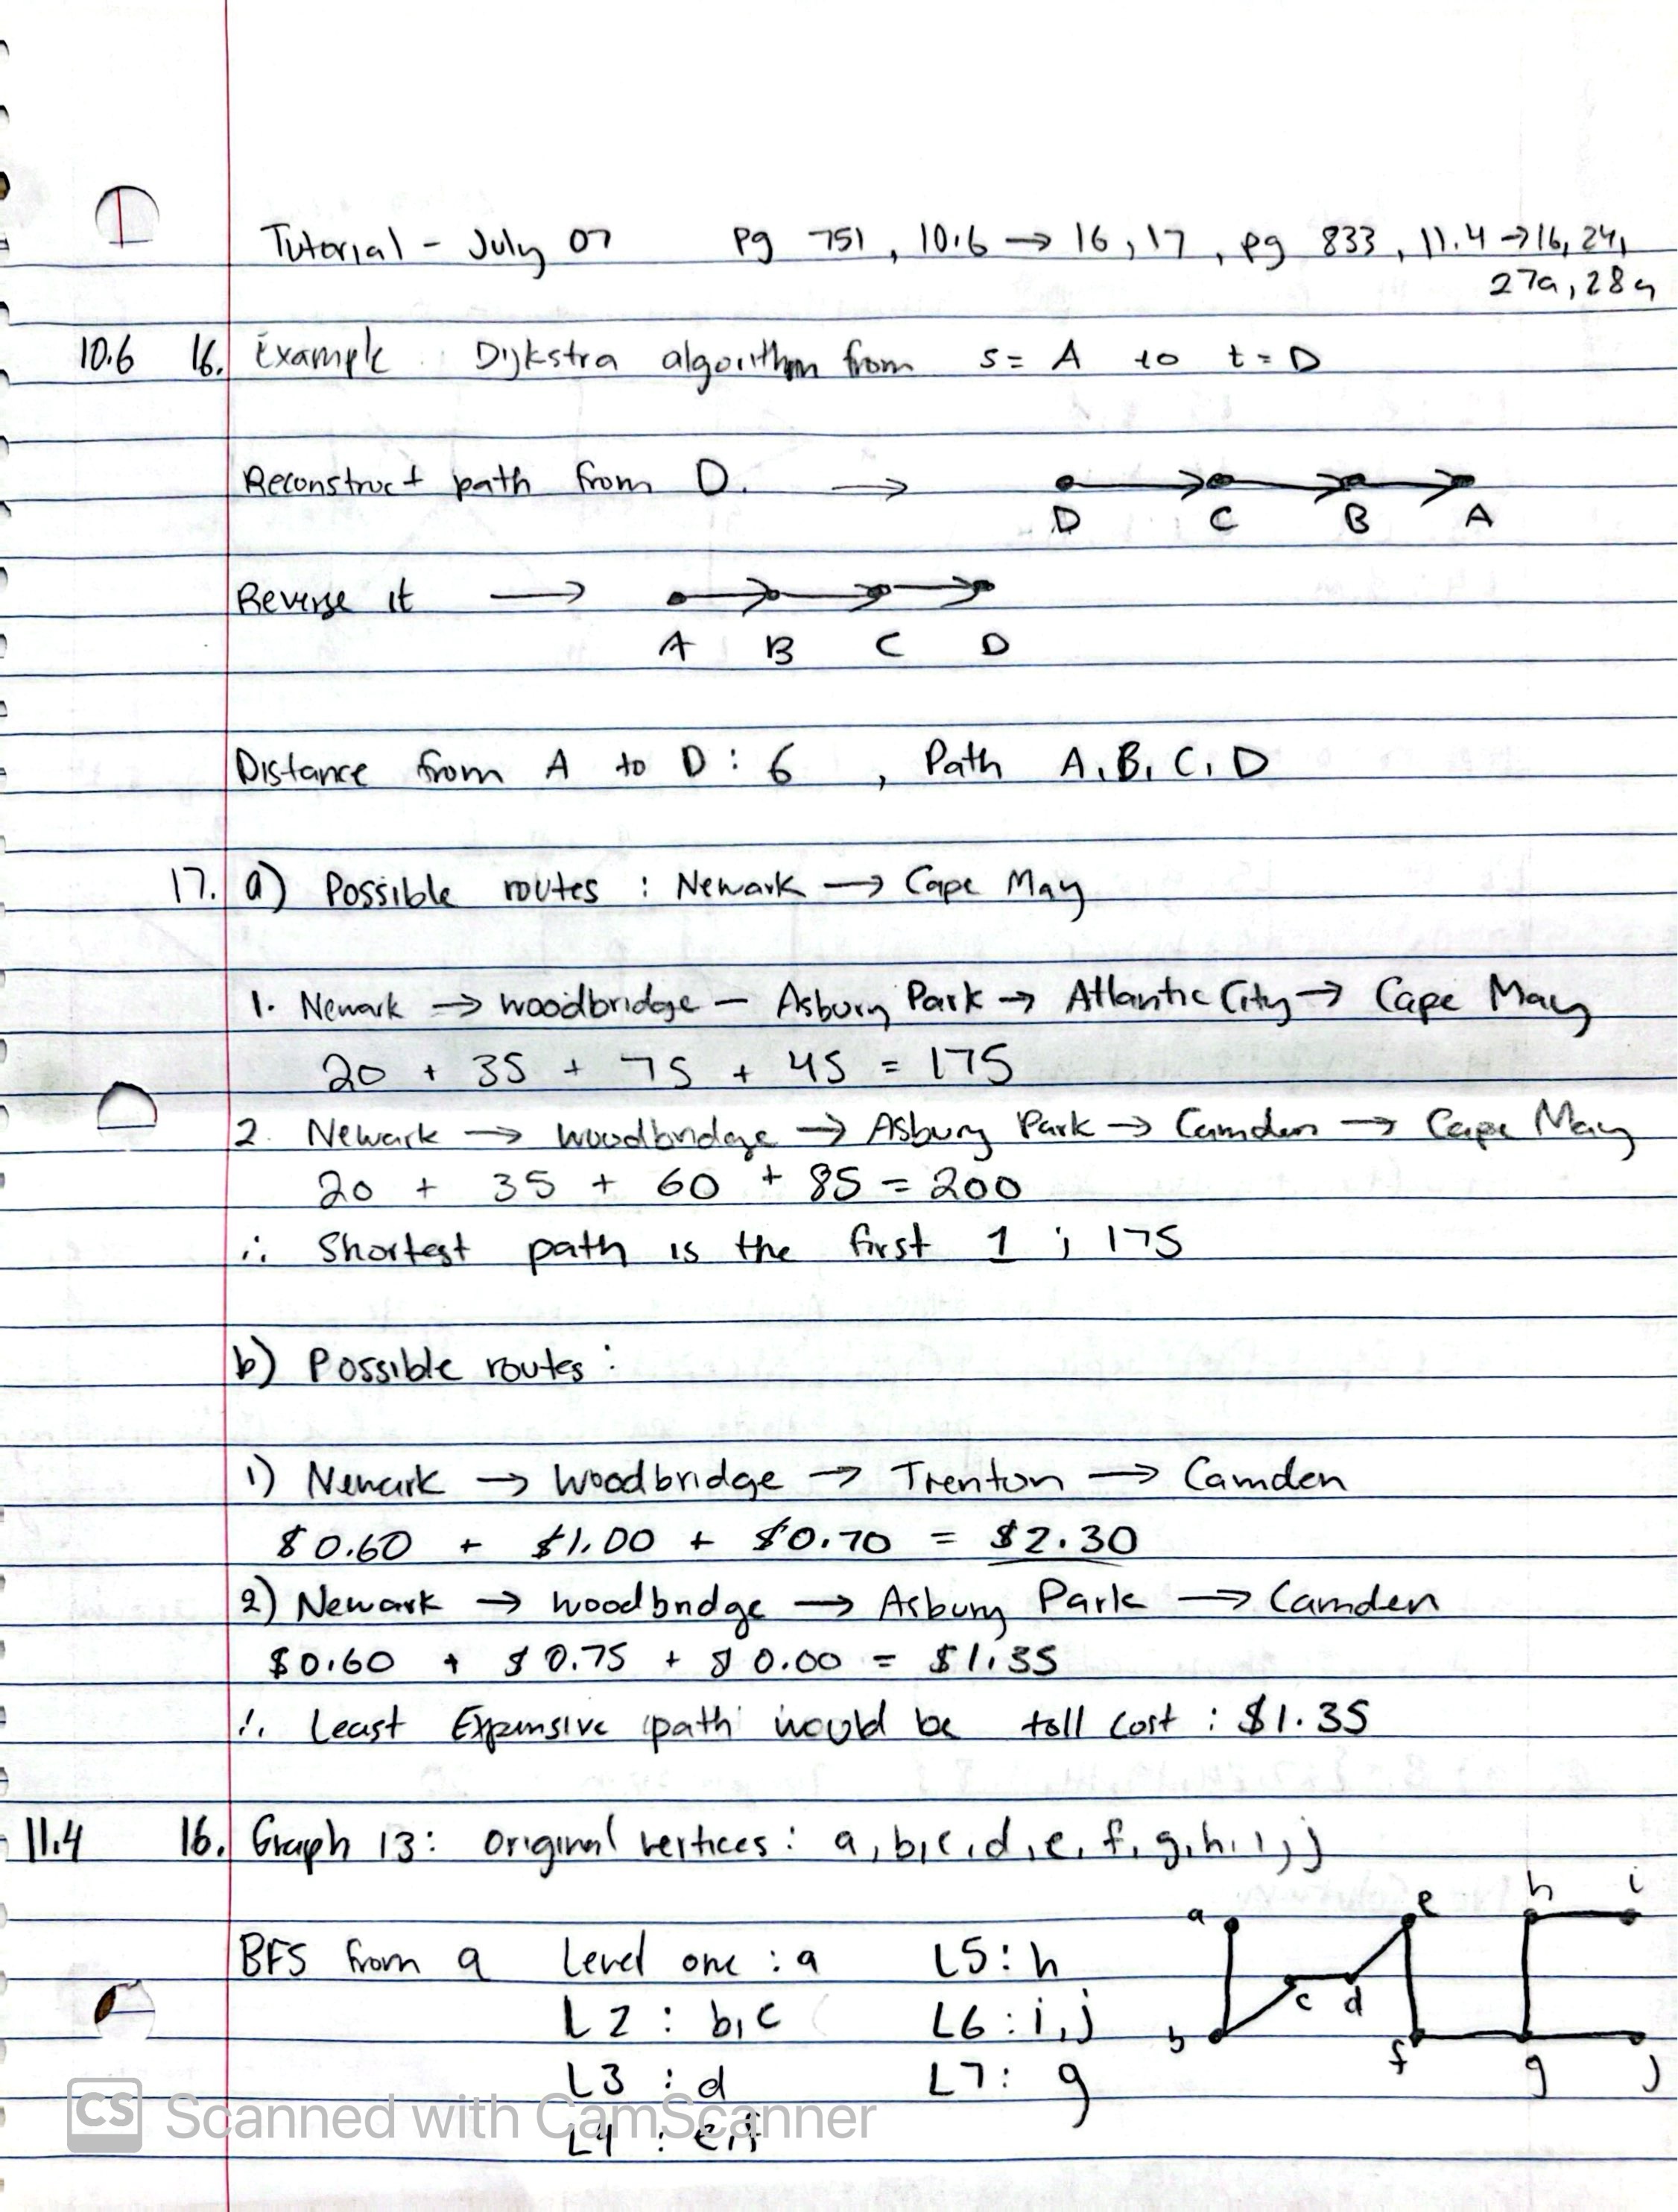 Tutorial - July 07 pg 751, 10.6 → 16, 17, pg 833, 11.4 → 16, 24,
27a, 28a
10.6 16. Example: Dijkstra algorithm from s = A to t = D
Reconstruct path from D. →
D C B A
Reverse it →
A B C D
Distance from A to D : 6 , Path A, B, C, D
17. a) Possible routes : Newark → Cape May
1. Newark → woodbridge — Asbury Park → Atlantic City → Cape May
20 + 35 + 75 + 45 = 175
2. Newark → woodbridge → Asbury Park → Camden → Cape May
20 + 35 + 60 + 85 = 200
∴ Shortest path is the first 1 ; 175
b) Possible routes :
1) Newark → Woodbridge → Trenton → Camden
$0.60 + $1.00 + $0.70 = $2.30
2) Newark → woodbridge → Asbury Park → Camden
$0.60 + $0.75 + $0.00 = $1.35
∴ Least Expensive path would be toll cost : $1.35
11.4 16. Graph 13: original vertices : a, b, c, d, e, f, g, h, i, j
h i
a e
BFS from a Level one : a L5 : h
c d
L2 : b, c L6 : i, j
b f g j
L3 : d L7 : g
L4 : e, f
CS Scanned with CamScanner